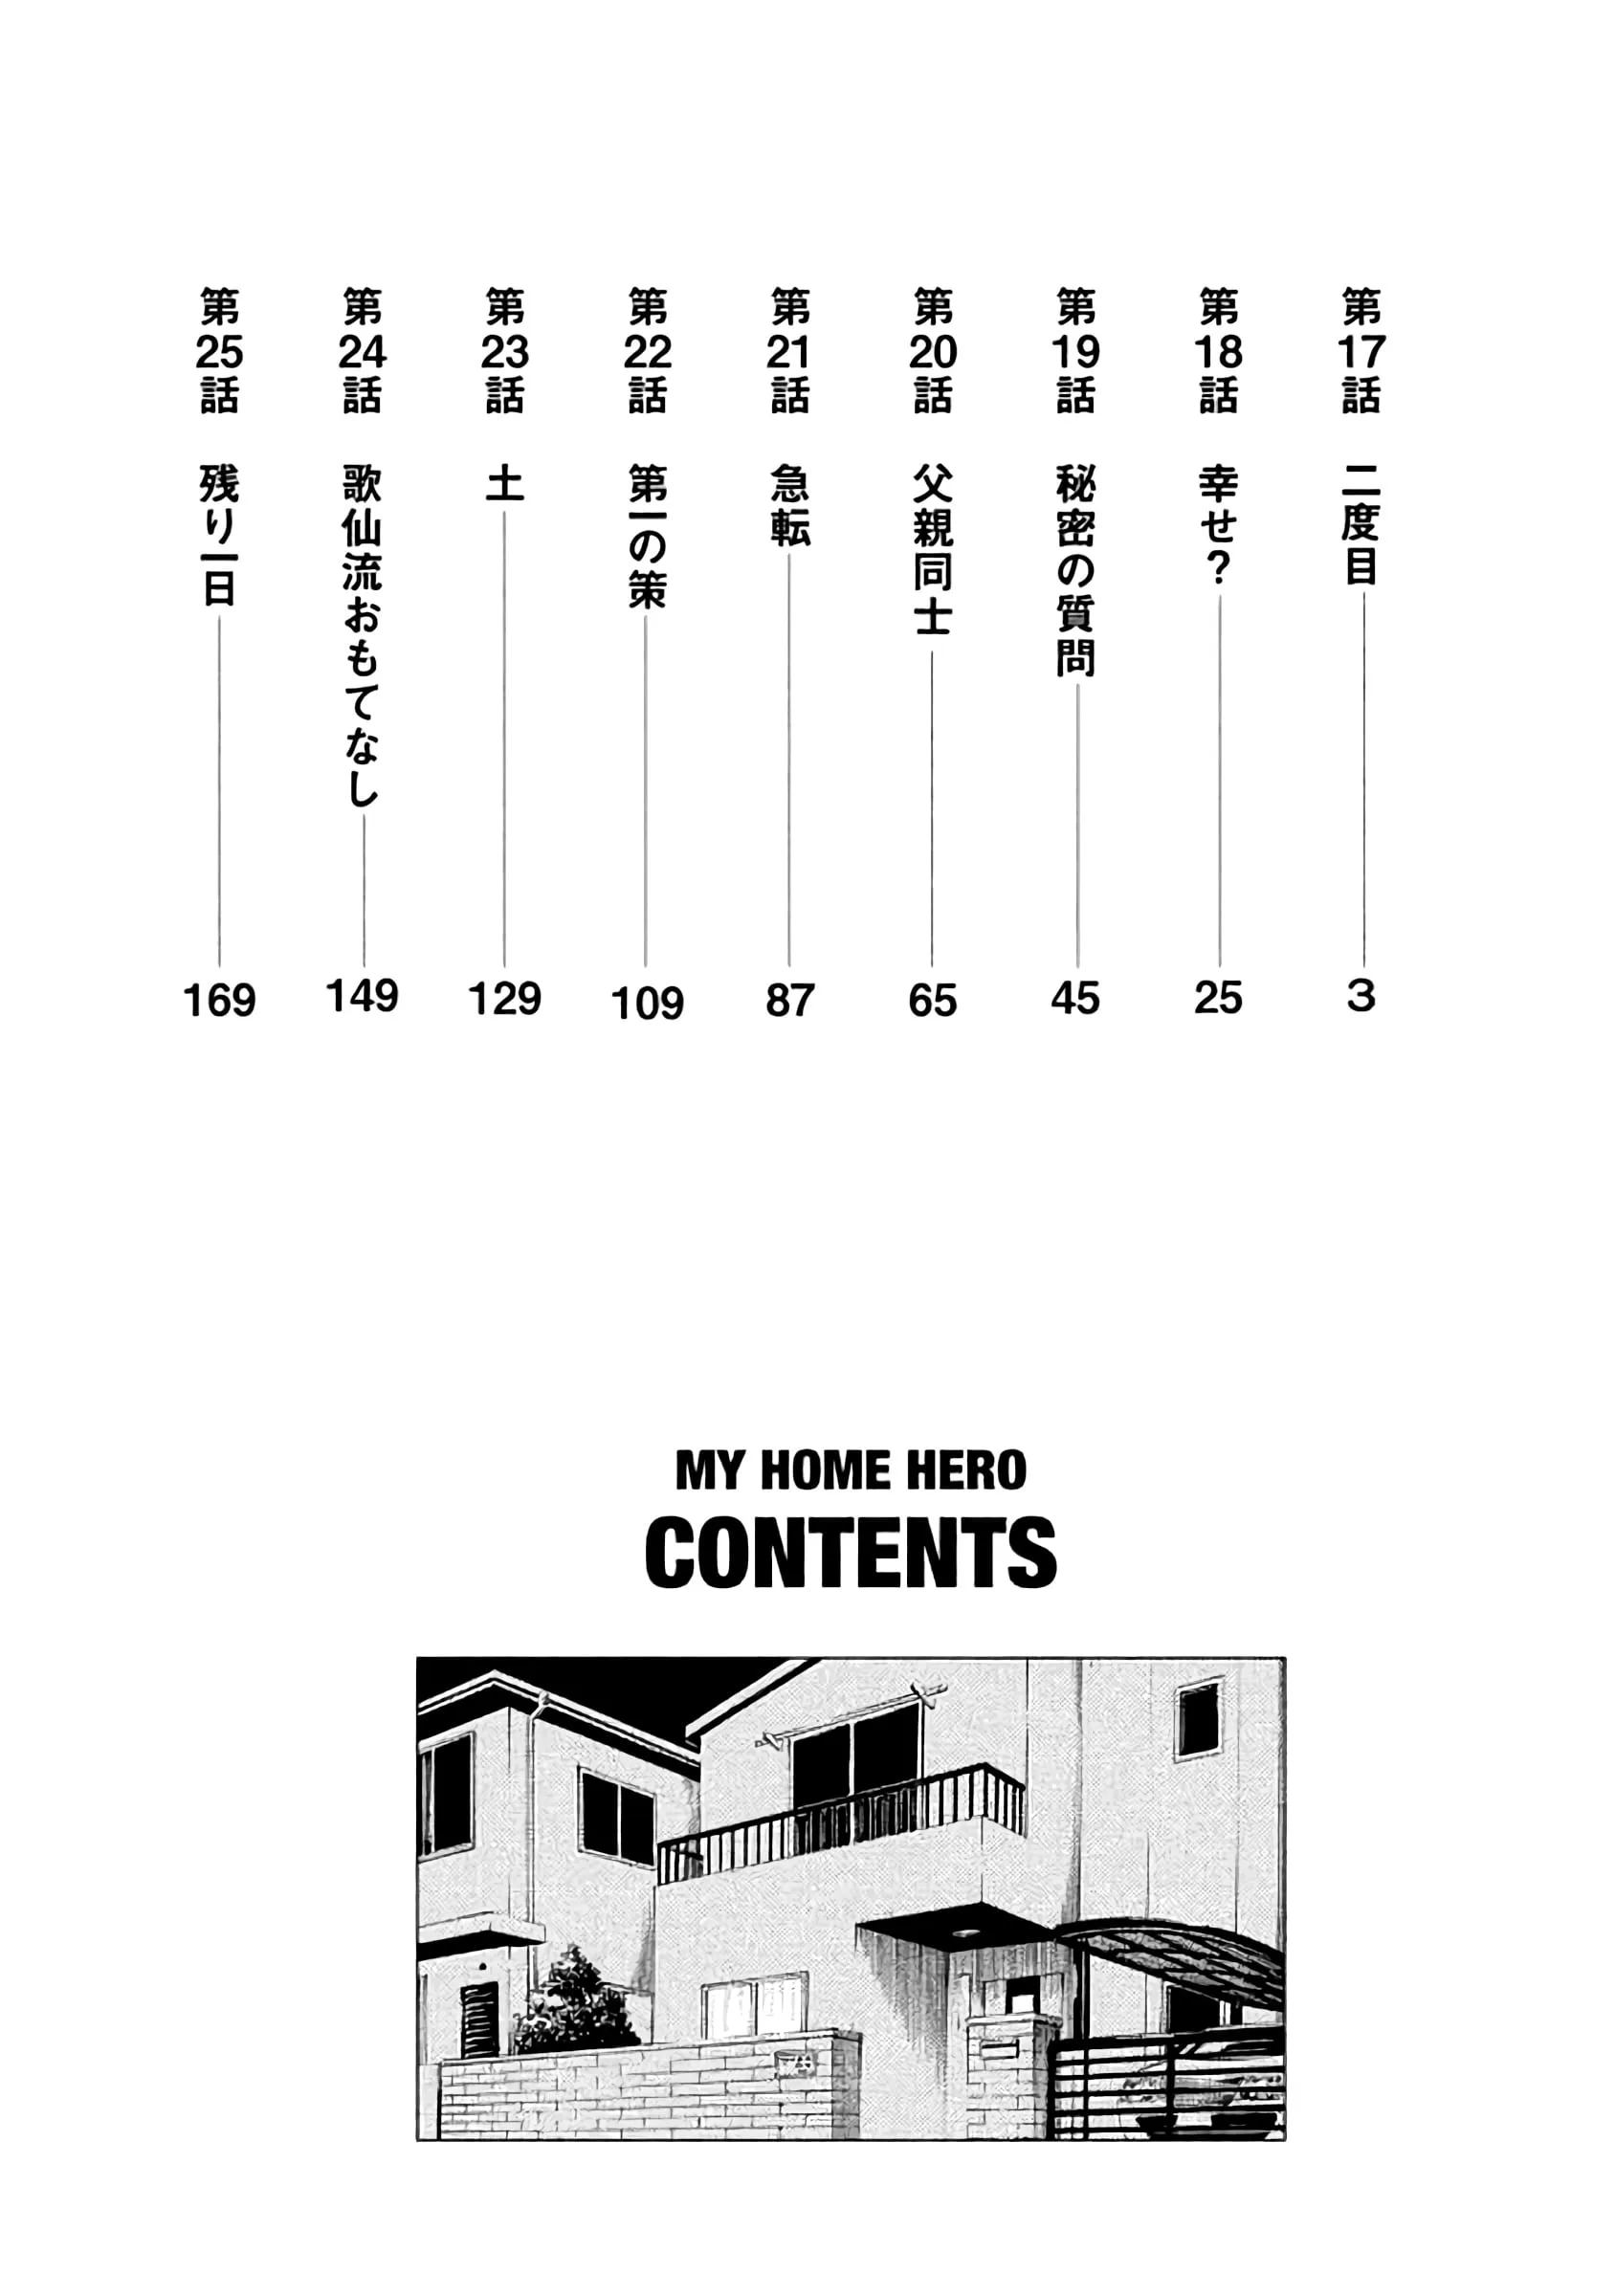 第17話 二度目 3
第18話 幸せ? 25
第19話 秘密の質問 45
第20話 父親同士 65
第21話 急転 87
第22話 第一の策 109
第23話 土 129
第24話 歌仙流おもてなし 149
第25話 残り一日 169
MY HOME HERO
CONTENTS